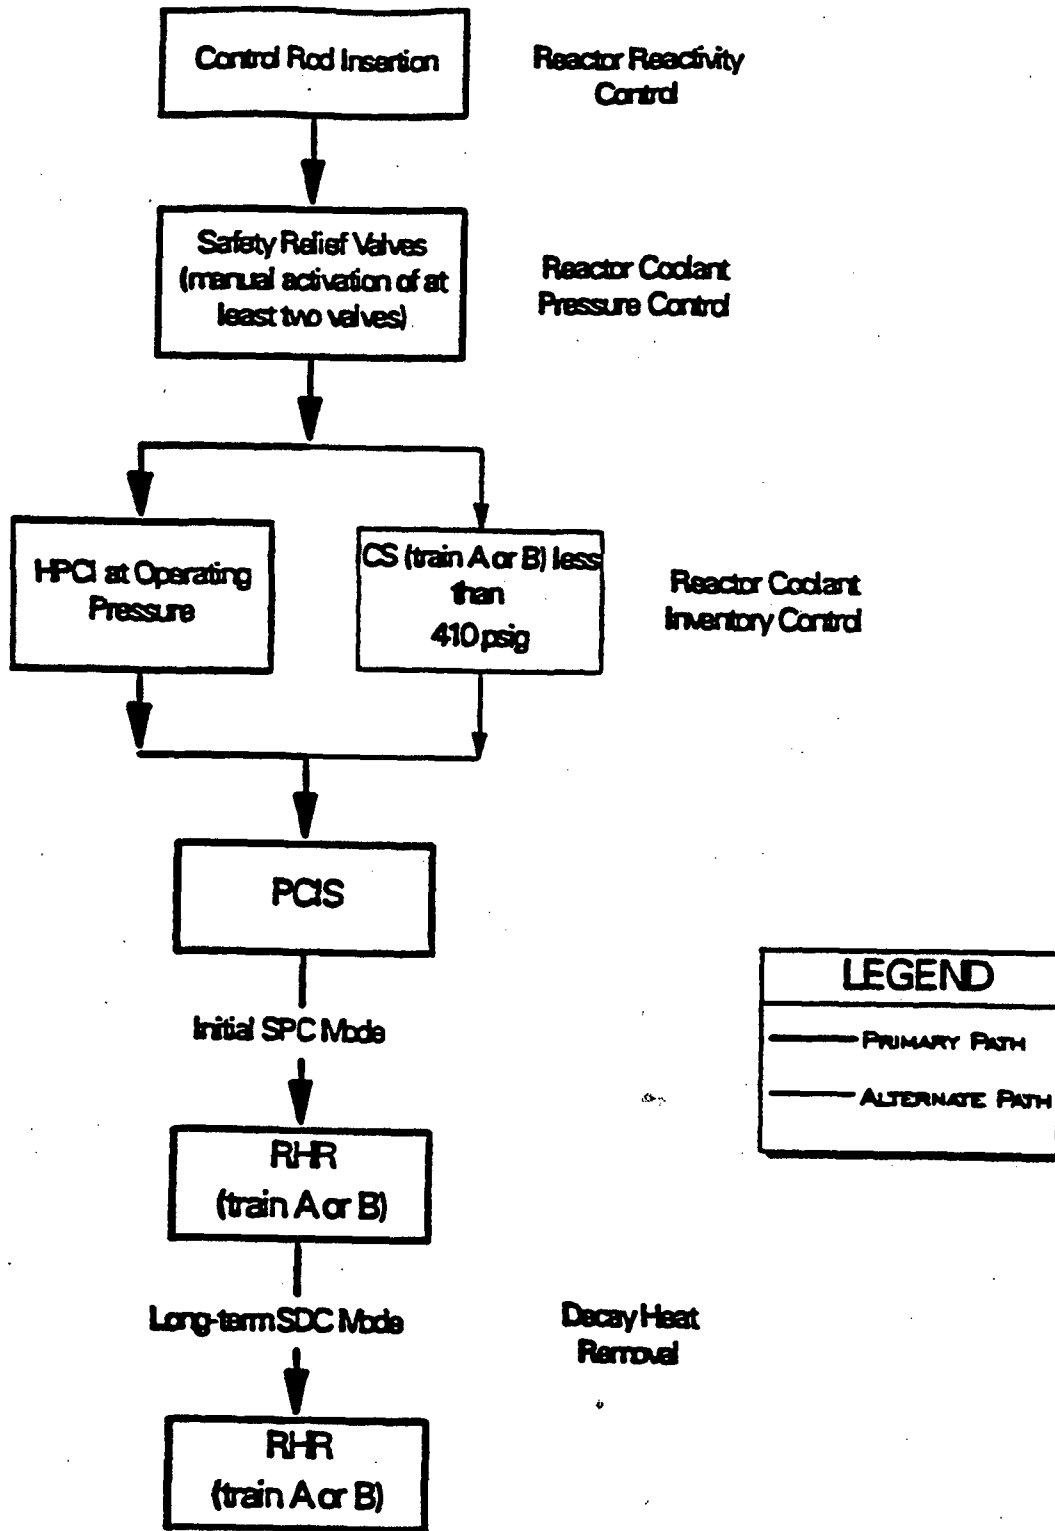 Control Rod Insertion
Reactor Reactivity
Control
Safety Relief Valves
(manual activation of at
least two valves)
Reactor Coolant
Pressure Control
HPCI at Operating
Pressure
CS (train A or B) less
than
410 psig
Reactor Coolant
Inventory Control
PCIS
Initial SPC Mode
LEGEND
PRIMARY PATH
ALTERNATE PATH
RHR
(train A or B)
Long-term SDC Mode
Decay Heat
Removal
RHR
(train A or B)